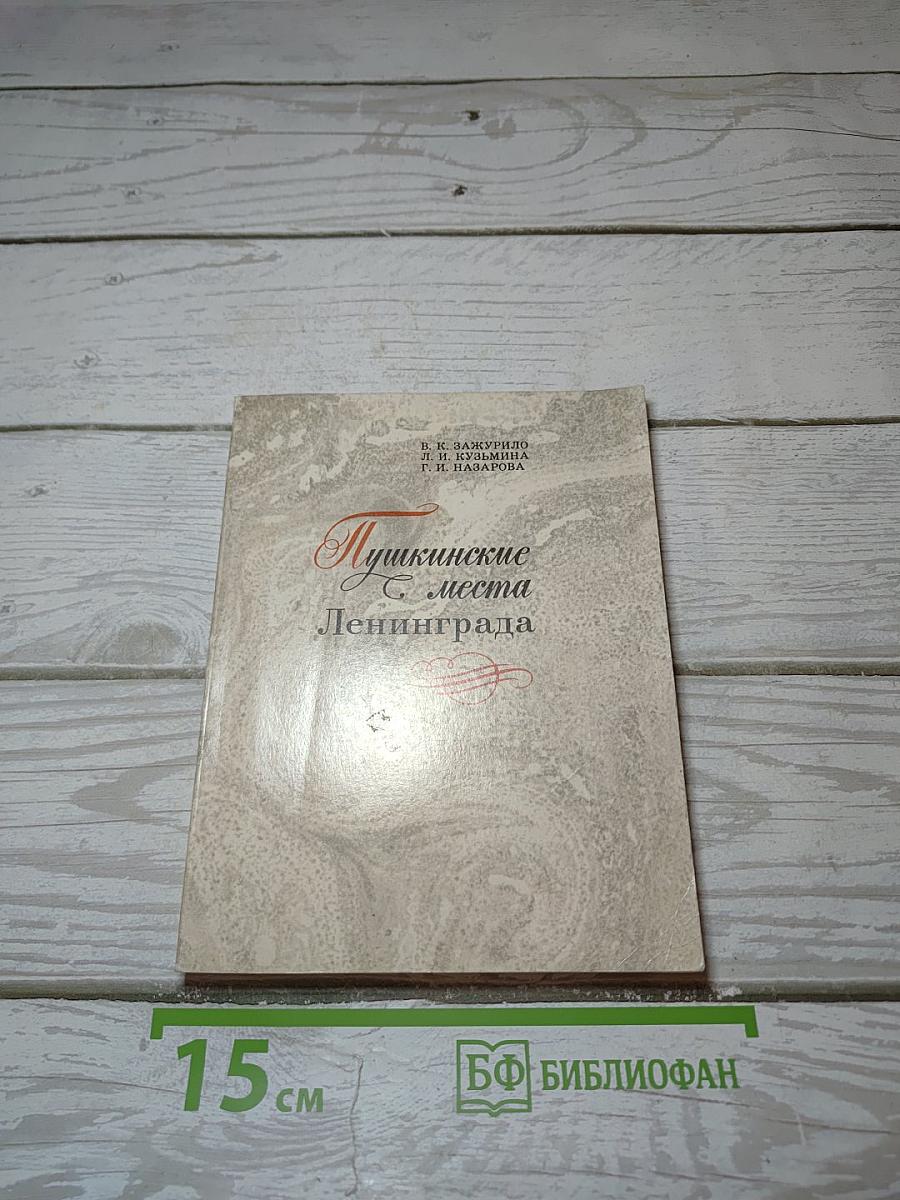 В. К. ЗАЖУРИЛО
Л. И. КУЗЬМИНА
Г. И. НАЗАРОВА
Пушкинские
места
Ленинграда
15 см
БФ БИБЛИОФАН